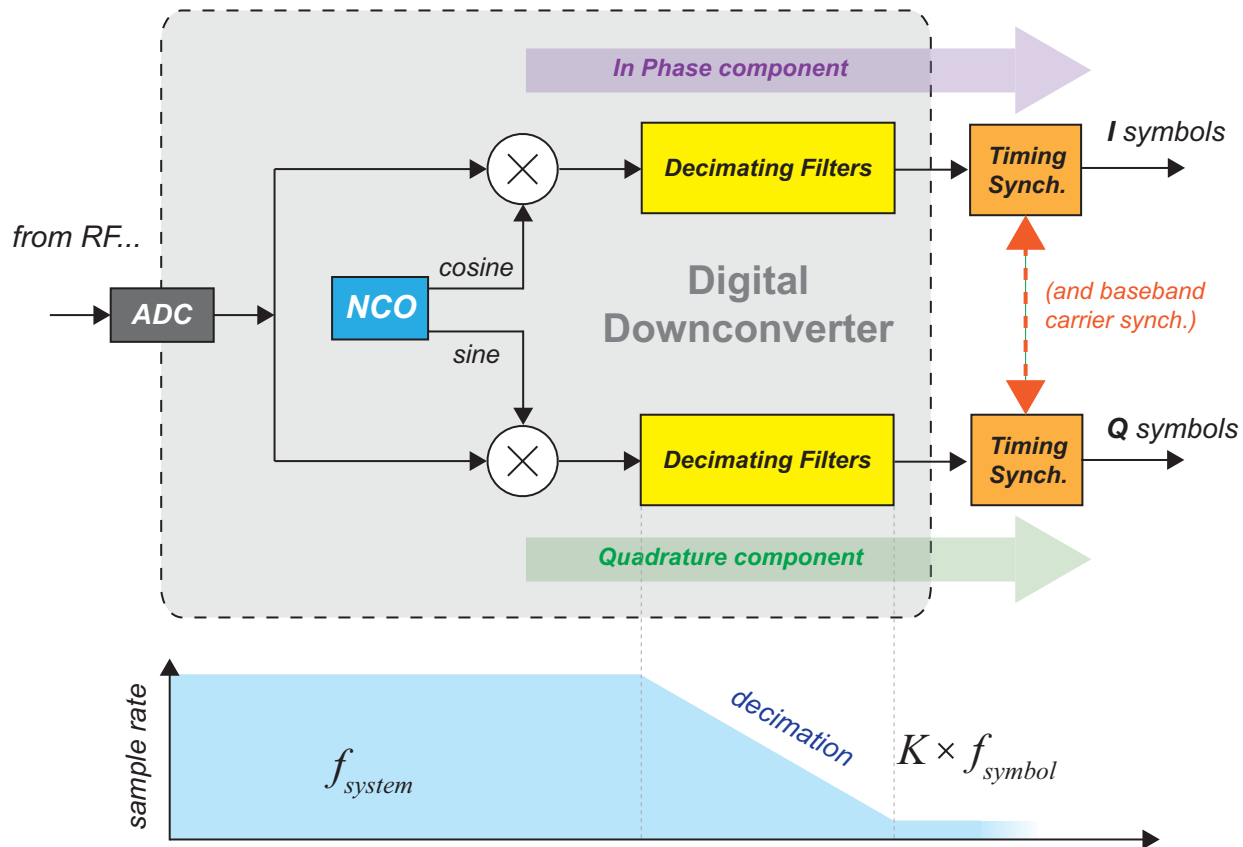 In Phase component
I symbols
Decimating Filters
Timing
Synch.
from RF...
cosine
ADC
NCO
Digital
Downconverter
(and baseband
carrier synch.)
sine
Q symbols
Decimating Filters
Timing
Synch.
Quadrature component
sample rate
decimation
f_system
K × f_symbol